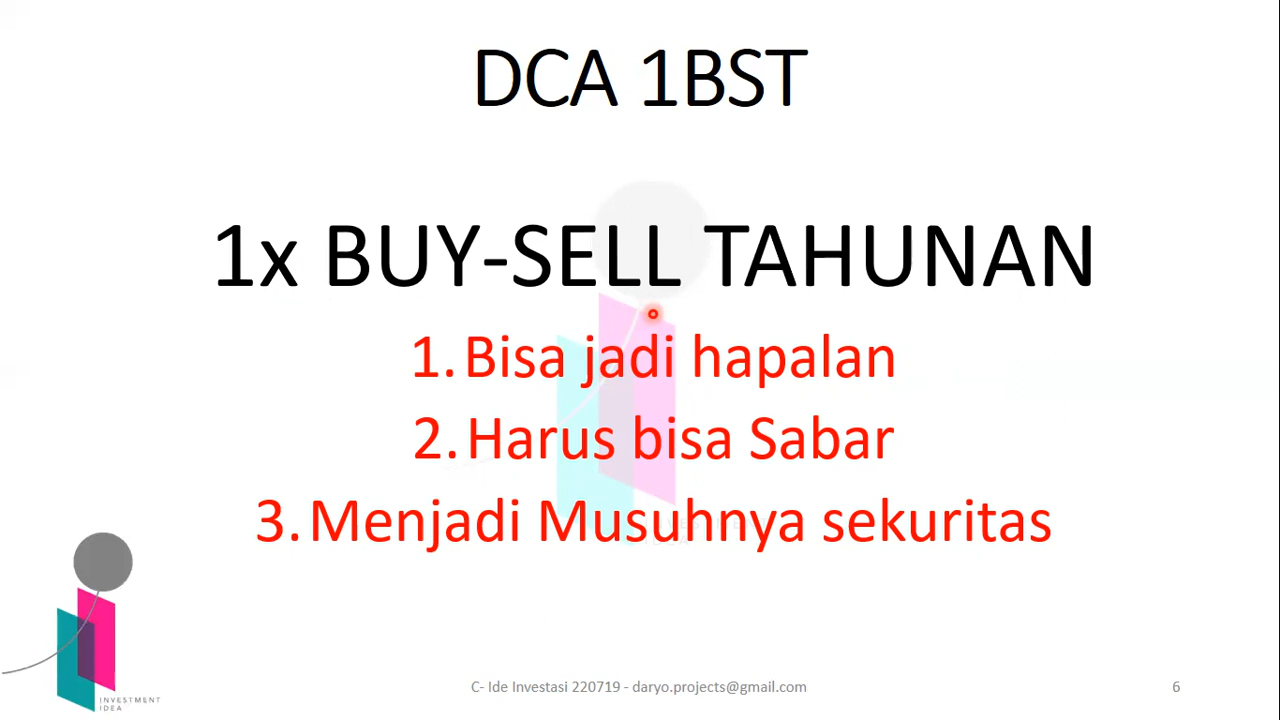 DCA 1BST
1x BUY-SELL TAHUNAN
1. Bisa jadi hapalan
2. Harus bisa Sabar
3. Menjadi Musuhnya sekuritas
INVESTMENT
IDEA
C- Ide Investasi 220719 - daryo.projects@gmail.com
6